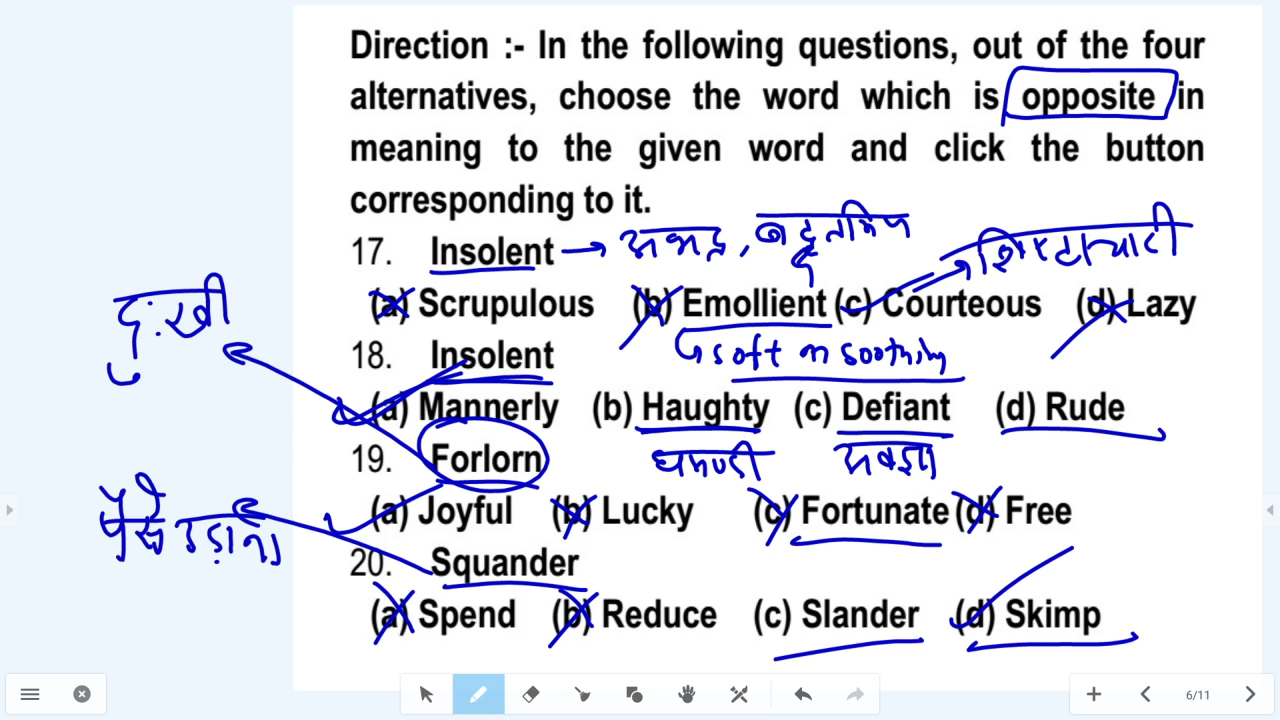 Direction :- In the following questions, out of the four
alternatives, choose the word which is opposite in
meaning to the given word and click the button
corresponding to it.
17. Insolent → अभद्र, बद्तमिज शिष्टाचारी
(a) Scrupulous (b) Emollient (c) Courteous (d) Lazy
soft n soothing
18. Insolent
(a) Mannerly (b) Haughty (c) Defiant (d) Rude
घमण्डी अवज्ञा
दुःखी
19. Forlorn
(a) Joyful (b) Lucky (c) Fortunate (d) Free
पैसे उड़ाना
20. Squander
(a) Spend (b) Reduce (c) Slander (d) Skimp
6/11